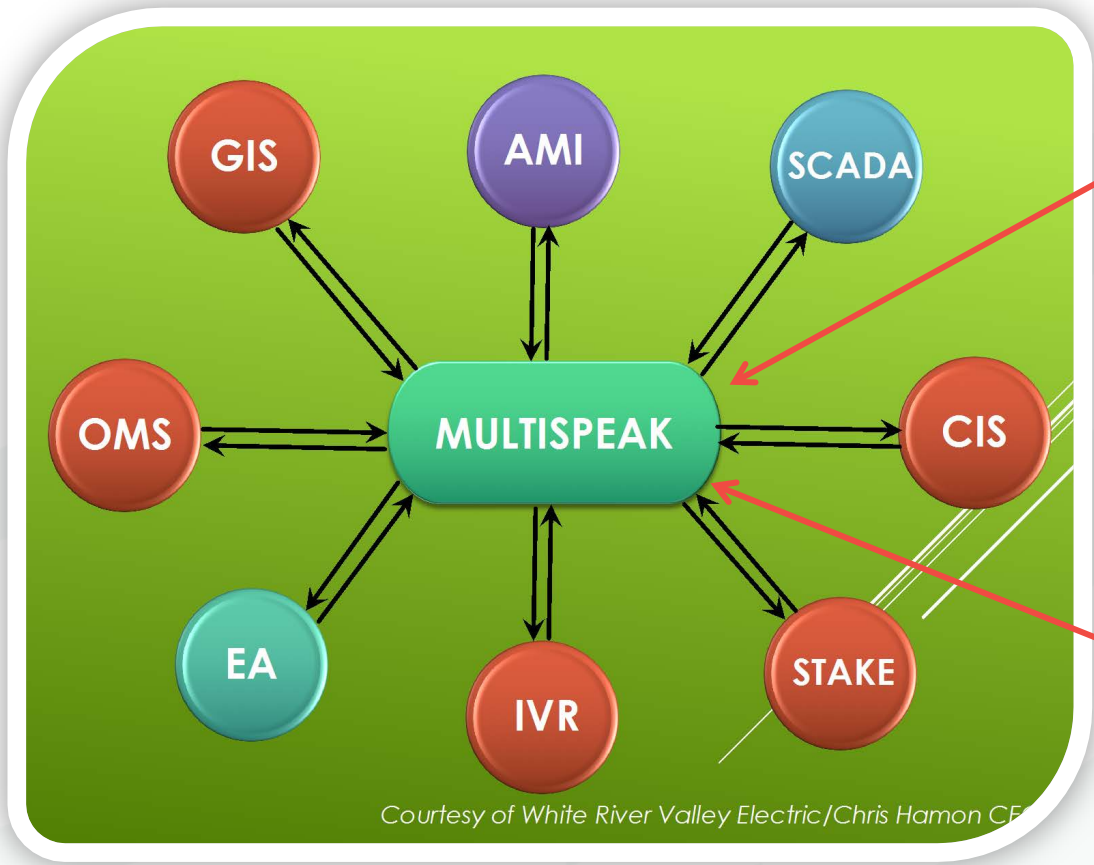 GIS
AMI
SCADA
OMS
MULTISPEAK
CIS
EA
IVR
STAKE
Courtesy of White River Valley Electric/Chris Hamon